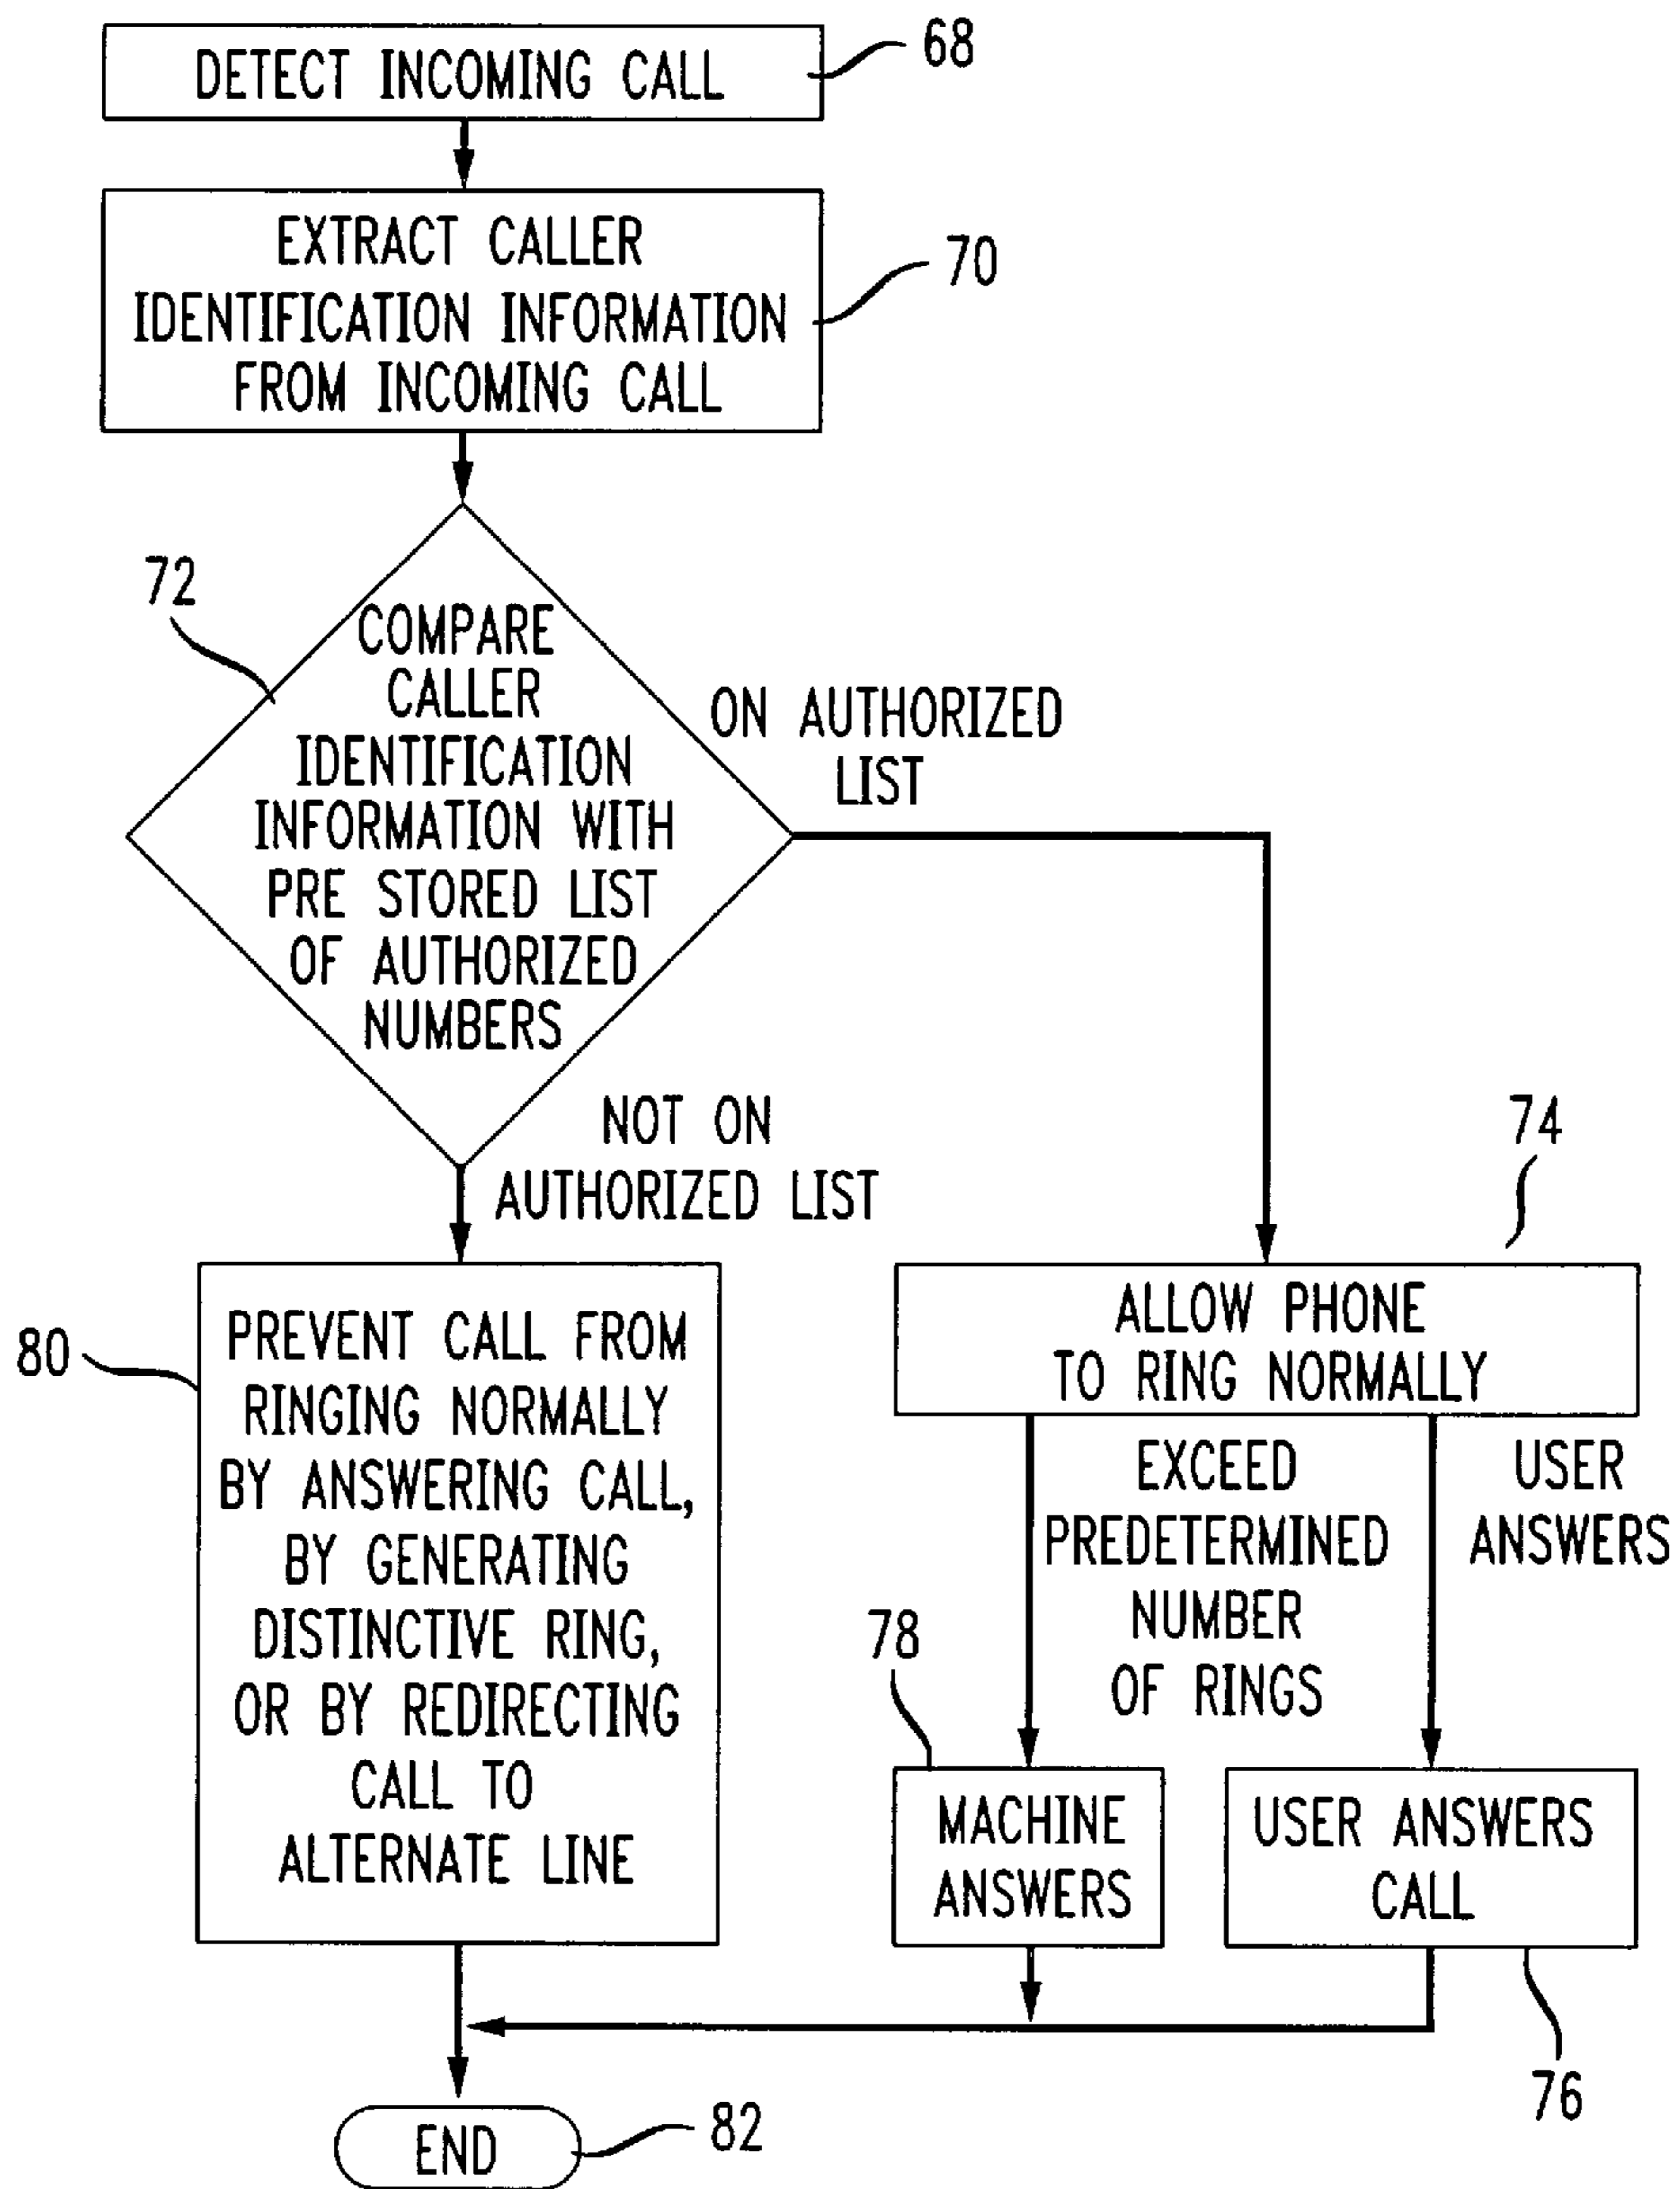 DETECT INCOMING CALL
68
EXTRACT CALLER
IDENTIFICATION INFORMATION
FROM INCOMING CALL
70
72
COMPARE
CALLER
IDENTIFICATION
INFORMATION WITH
PRE STORED LIST
OF AUTHORIZED
NUMBERS
ON AUTHORIZED
LIST
NOT ON
AUTHORIZED LIST
74
80
PREVENT CALL FROM
RINGING NORMALLY
BY ANSWERING CALL,
BY GENERATING
DISTINCTIVE RING,
OR BY REDIRECTING
CALL TO
ALTERNATE LINE
ALLOW PHONE
TO RING NORMALLY
EXCEED
PREDETERMINED
NUMBER
OF RINGS
USER
ANSWERS
78
MACHINE
ANSWERS
USER ANSWERS
CALL
76
END
82